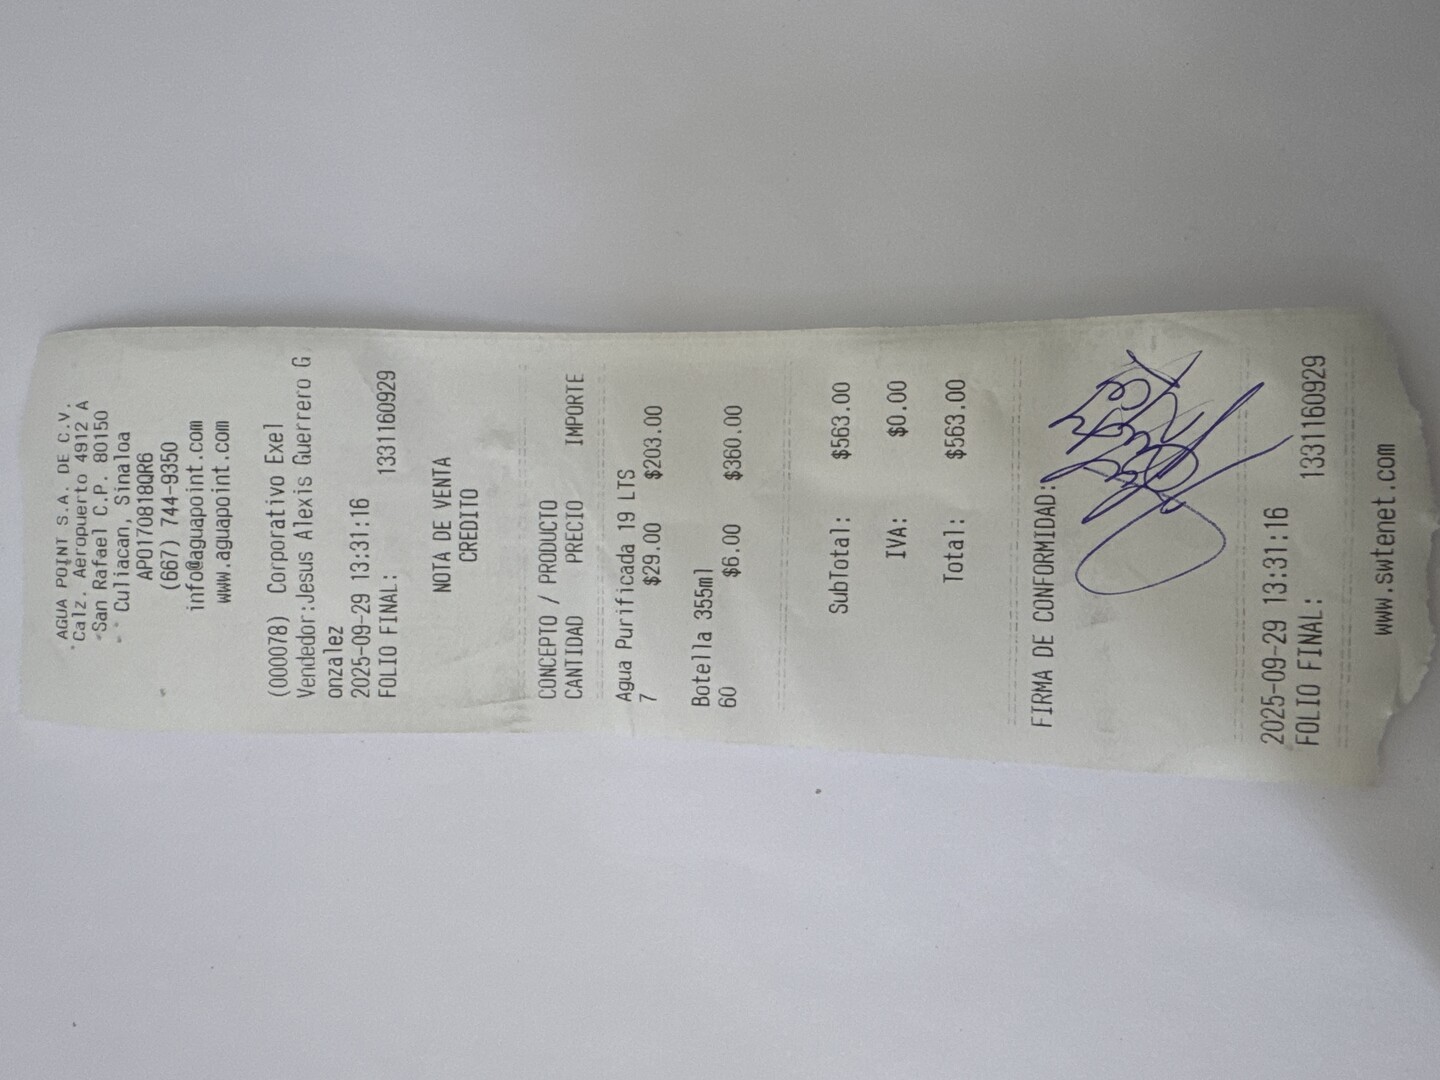 AGUA POINT S.A. DE C.V.
Calz. Aeropuerto 4912 A
San Rafael C.P. 80150
Culiacan, Sinaloa
APO170818QR6
(667) 744-9350
info@aguapoint.com
www.aguapoint.com
(000078) Corporativo Exel
Vendedor:Jesus Alexis Guerrero G
onzalez
2025-09-29 13:31:16
FOLIO FINAL: 1331160929
NOTA DE VENTA
CREDITO
CONCEPTO / PRODUCTO
CANTIDAD PRECIO IMPORTE
Agua Purificada 19 LTS
7 $29.00 $203.00
Botella 355ml
60 $6.00 $360.00
SubTotal: $563.00
IVA: $0.00
Total: $563.00
FIRMA DE CONFORMIDAD:
2025-09-29 13:31:16
FOLIO FINAL: 1331160929
www.swtenet.com